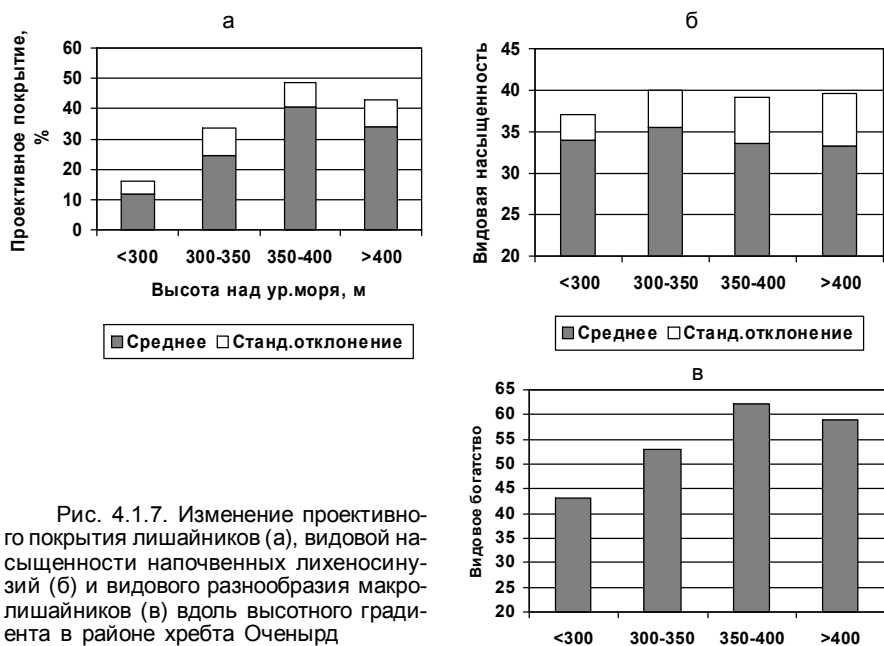 а
Проективное покрытие,
%
60
50
40
30
20
10
0
<300 300-350 350-400 >400
Высота над ур.моря, м
Среднее Станд.отклонение
б
Видовая насыщенность
45
40
35
30
25
20
<300 300-350 350-400 >400
Среднее Станд.отклонение
в
Видовое богатство
65
60
55
50
45
40
35
30
25
20
<300 300-350 350-400 >400
Рис. 4.1.7. Изменение проективно-
го покрытия лишайников (а), видовой на-
сыщенности напочвенных лихеносину-
зий (б) и видового разнообразия макро-
лишайников (в) вдоль высотного гради-
ента в районе хребта Оченырд